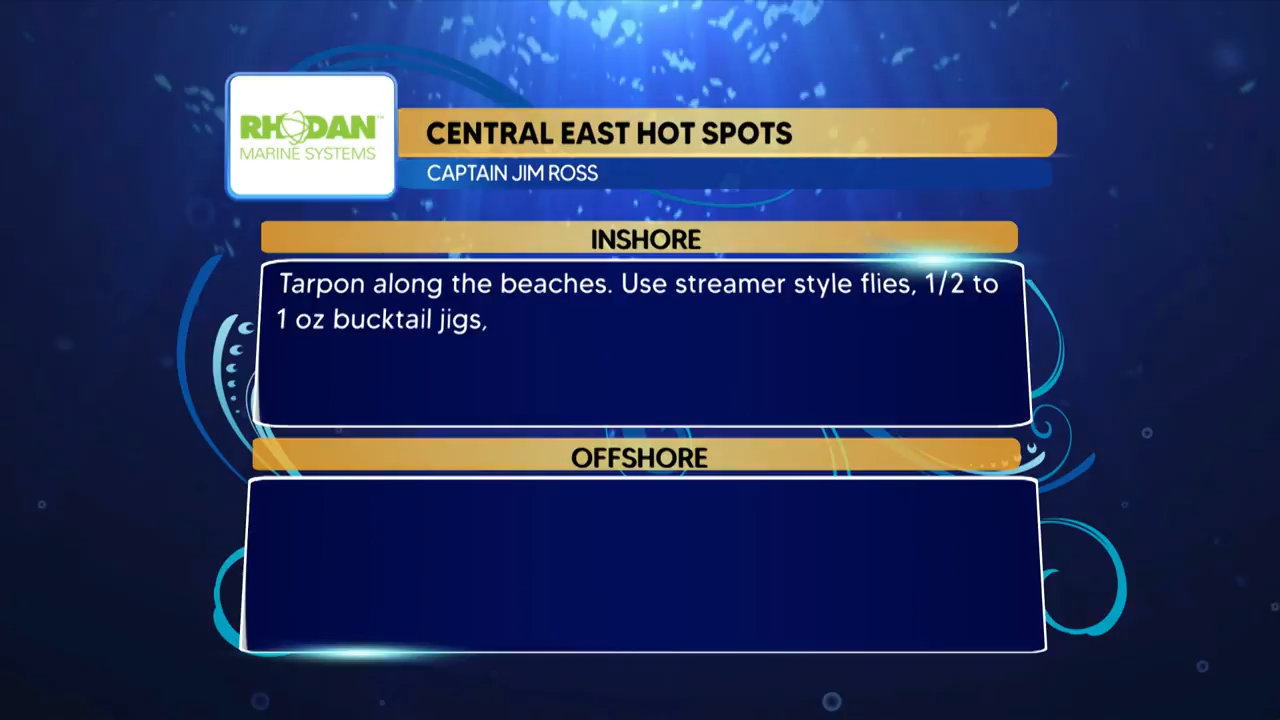 RHODAN™
MARINE SYSTEMS
CENTRAL EAST HOT SPOTS
CAPTAIN JIM ROSS
INSHORE
Tarpon along the beaches. Use streamer style flies, 1/2 to
1 oz bucktail jigs,
OFFSHORE